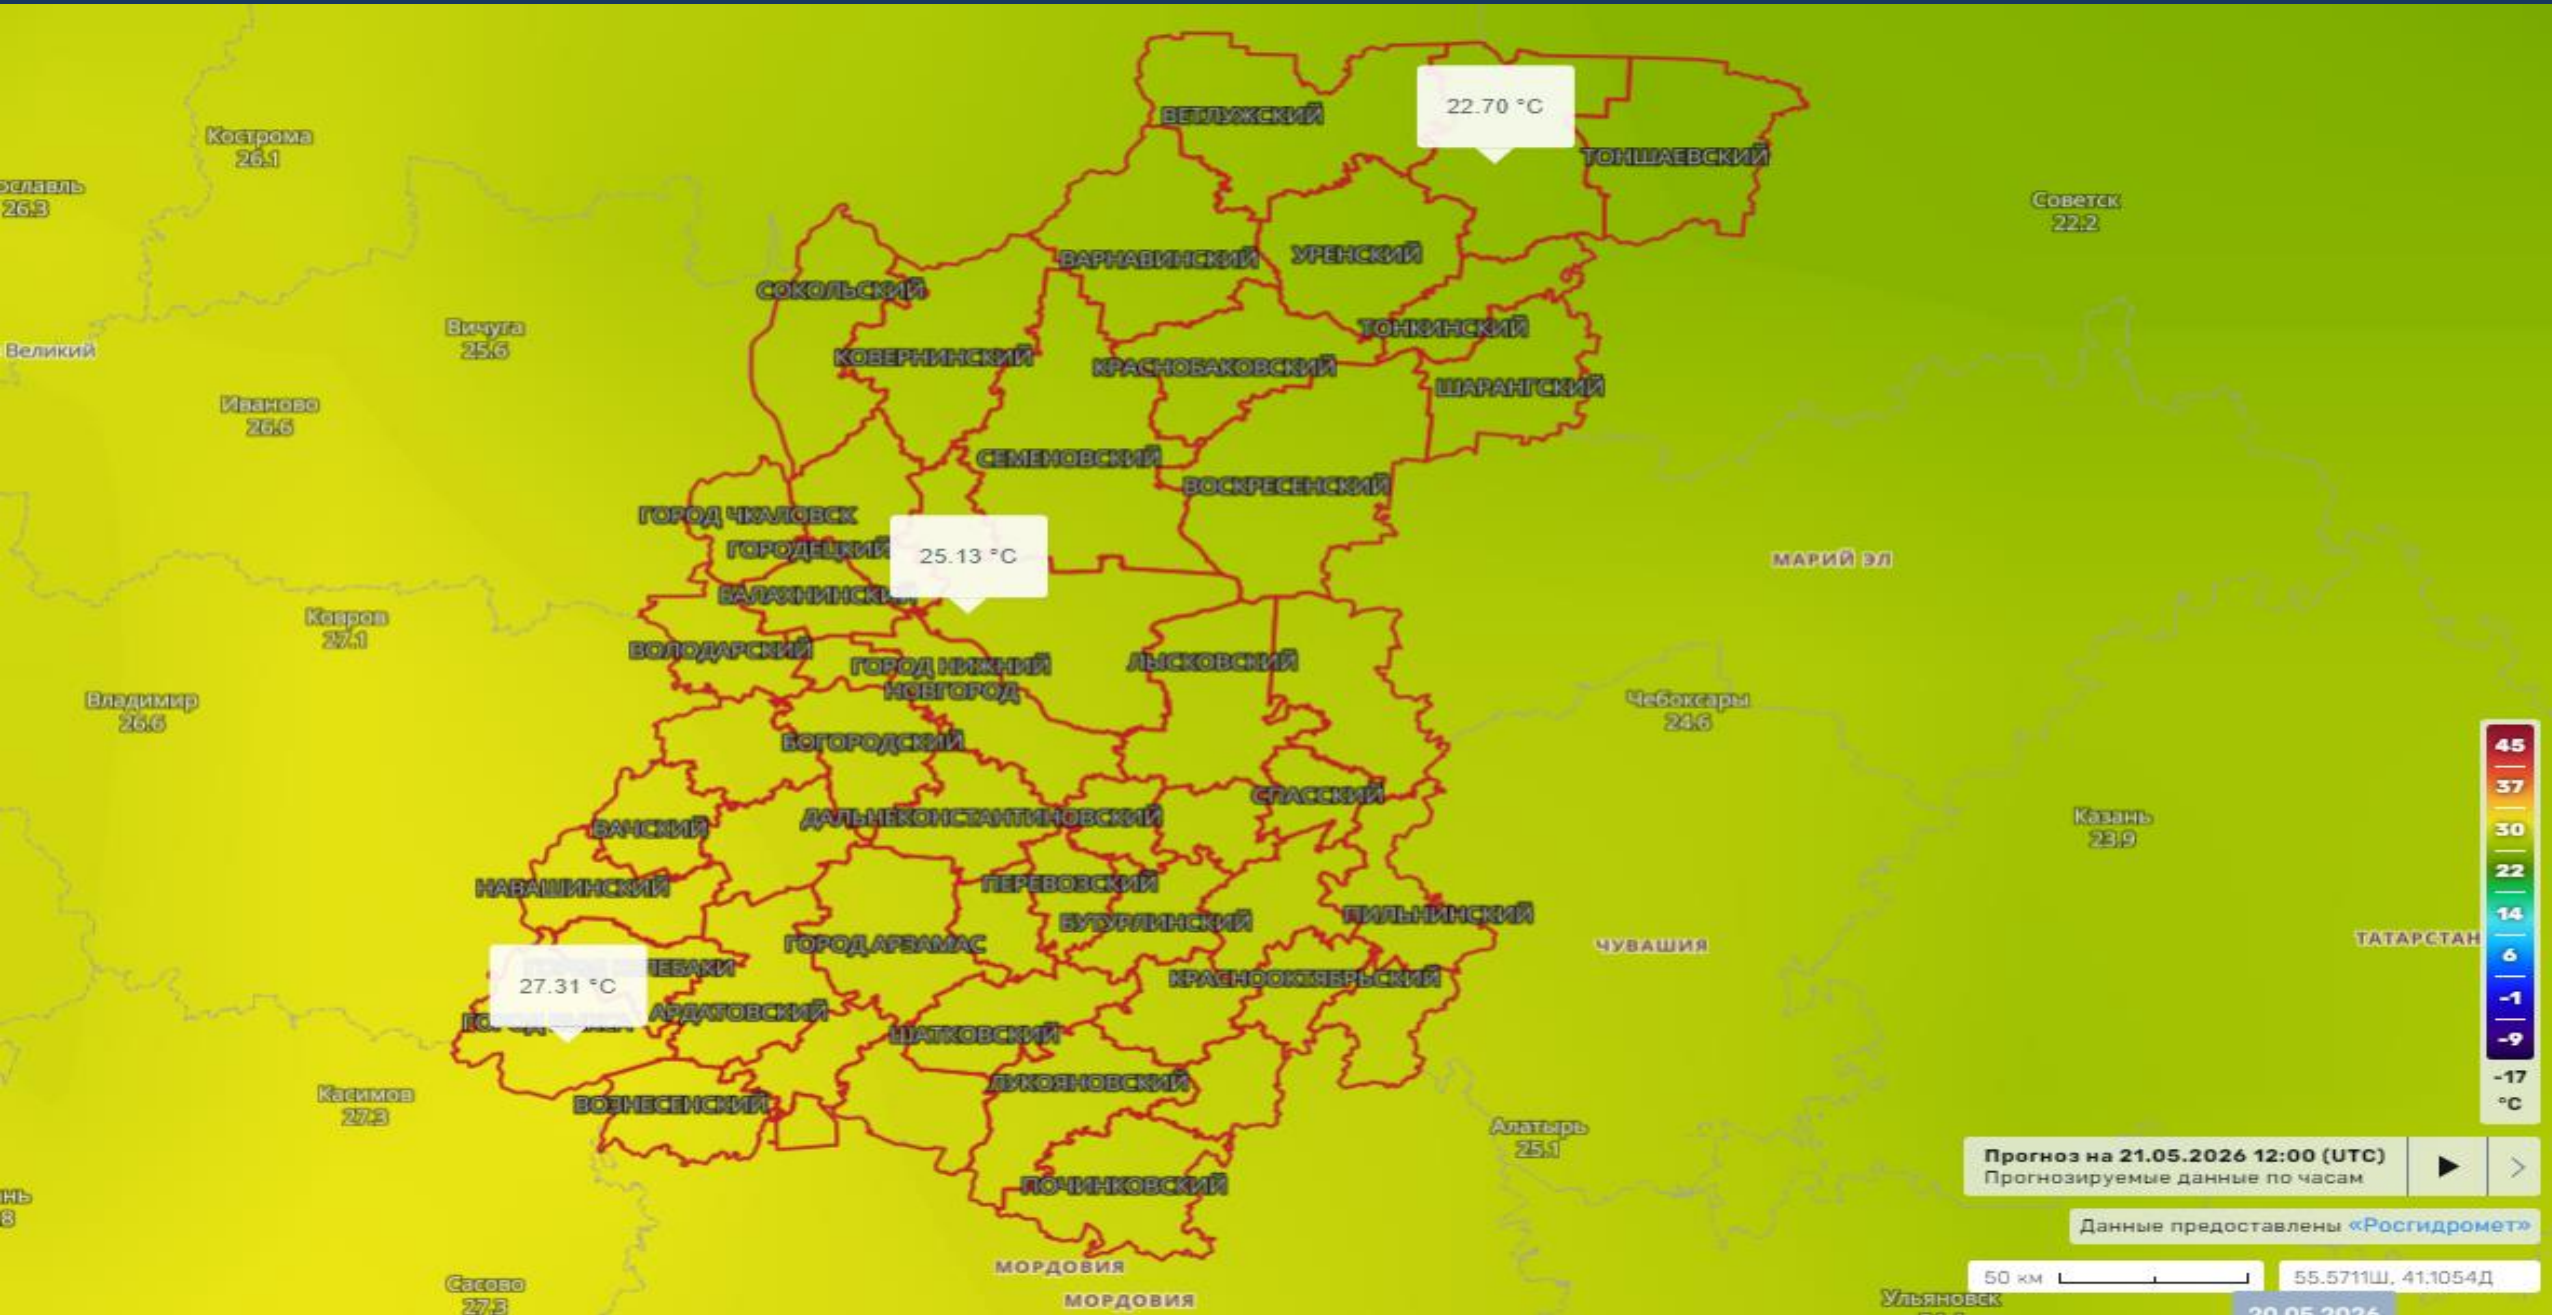 ВЕТЛУЖСКИЙ
22.70 °C
ТОНШАЕВСКИЙ
Кострома
26.1
26.3
Советск
22.2
ВАРНАВИНСКИЙ
УРЕНСКИЙ
СОКОЛЬСКИЙ
Вичуга
25.6
Великий
ТОНКИНСКИЙ
КОВЕРНИНСКИЙ
КРАСНОБАКОВСКИЙ
ШАРАНГСКИЙ
Иваново
26.6
СЕМЕНОВСКИЙ
ВОСКРЕСЕНСКИЙ
ГОРОД ЧКАЛОВСК
ГОРОДЕЦКИЙ
25.13 °C
МАРИЙ ЭЛ
БАЛАХНИНСКИЙ
Ковров
27.1
ВОЛОДАРСКИЙ
ГОРОД НИЖНИЙ
НОВГОРОД
ЛЫСКОВСКИЙ
Владимир
26.6
Чебоксары
24.6
БОГОРОДСКИЙ
СПАССКИЙ
ДАЛЬНЕКОНСТАНТИНОВСКИЙ
ВАЧСКИЙ
Казань
23.9
НАВАШИНСКИЙ
ПЕРЕВОЗСКИЙ
БУТУРЛИНСКИЙ
ПИЛЬНИНСКИЙ
ГОРОД АРЗАМАС
ЧУВАШИЯ
ТАТАРСТАН
КРАСНООКТЯБРЬСКИЙ
27.31 °C
АРДАТОВСКИЙ
ШАТКОВСКИЙ
ЛУКОЯНОВСКИЙ
Касимов
27.3
ВОЗНЕСЕНСКИЙ
Алатырь
25.1
ПОЧИНКОВСКИЙ
МОРДОВИЯ
МОРДОВИЯ
Сасово
27.3
45
37
30
22
14
6
-1
-9
-17
°C
Прогноз на 21.05.2026 12:00 (UTC)
Прогнозируемые данные по часам
Данные предоставлены «Росгидромет»
50 км
55.5711Ш, 41.1054Д
Ульяновск
20.05.2026